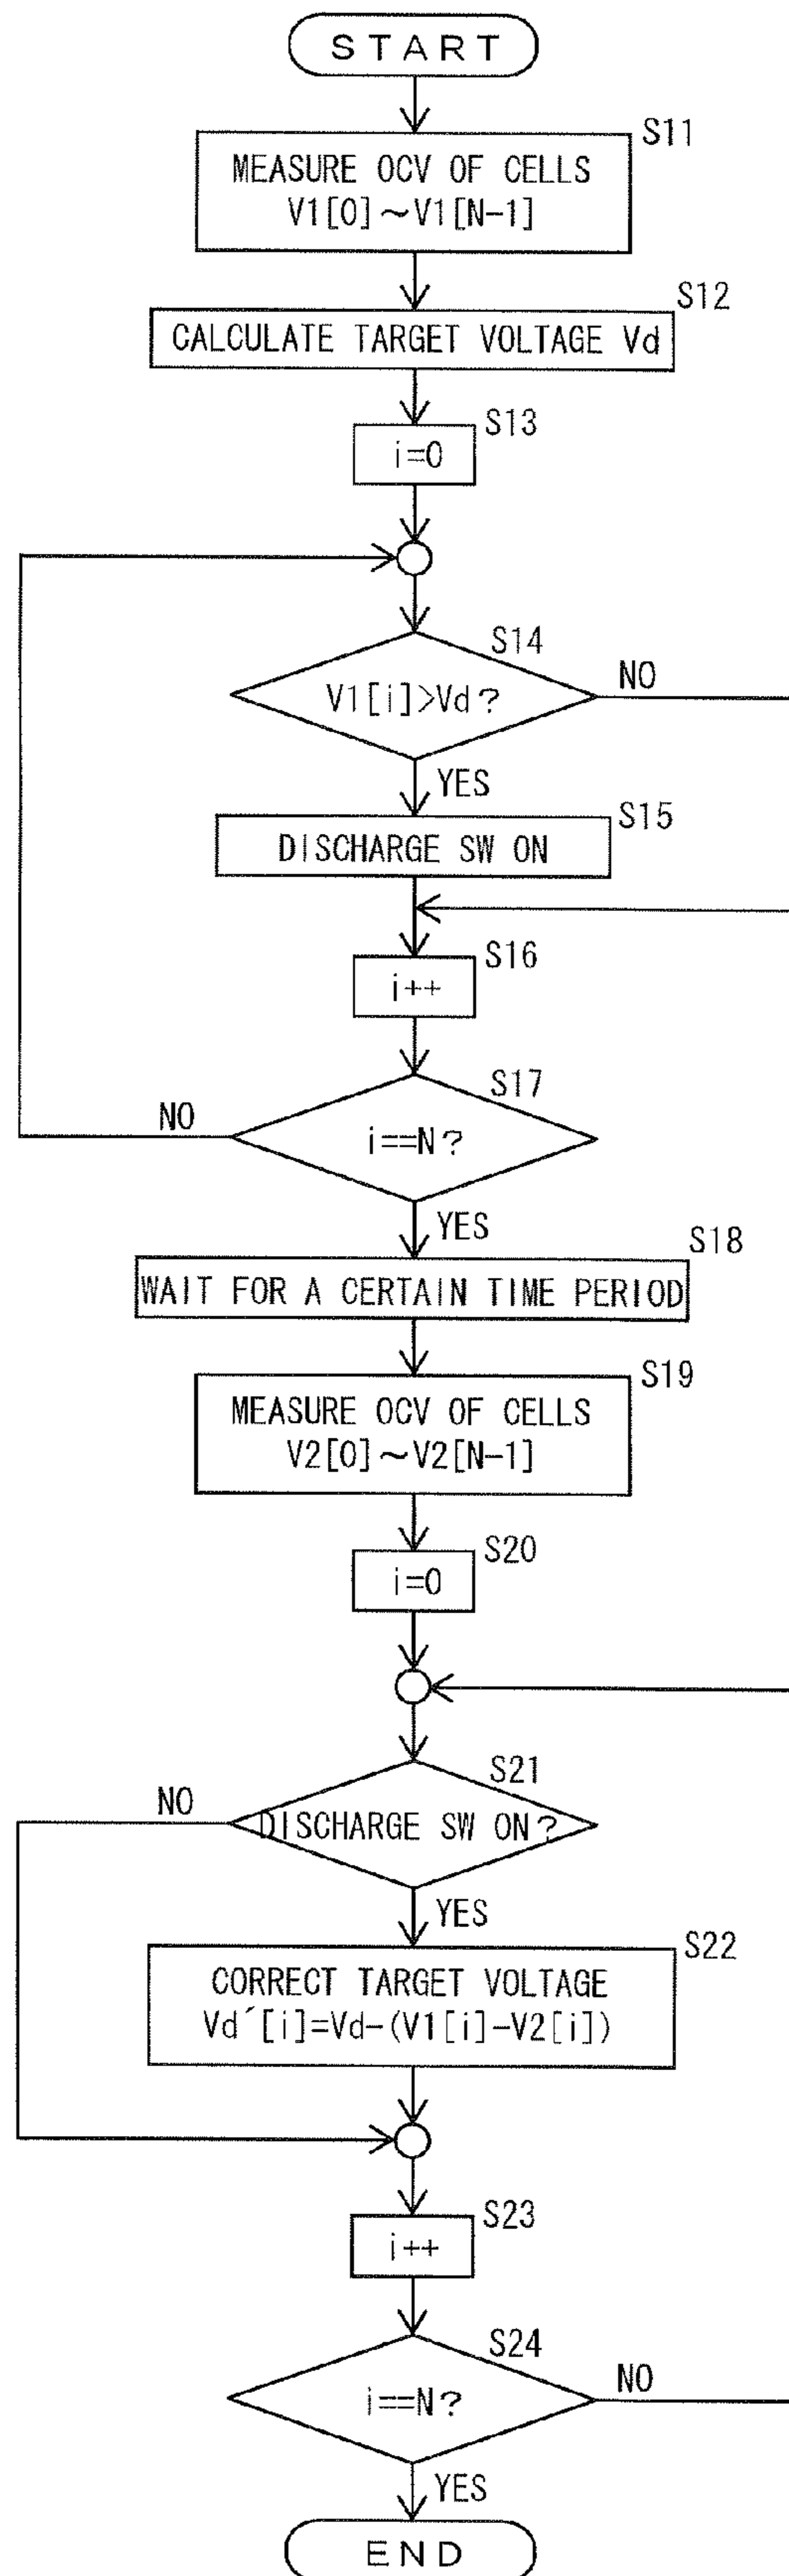 START
S11
MEASURE OCV OF CELLS
V1[0]～V1[N-1]
S12
CALCULATE TARGET VOLTAGE Vd
S13
i=0
S14
V1[i]>Vd?
NO
YES
S15
DISCHARGE SW ON
S16
i++
S17
i==N?
NO
YES
S18
WAIT FOR A CERTAIN TIME PERIOD
S19
MEASURE OCV OF CELLS
V2[0]～V2[N-1]
S20
i=0
S21
DISCHARGE SW ON?
NO
YES
S22
CORRECT TARGET VOLTAGE
Vd´[i]=Vd-(V1[i]-V2[i])
S23
i++
S24
i==N?
NO
YES
END